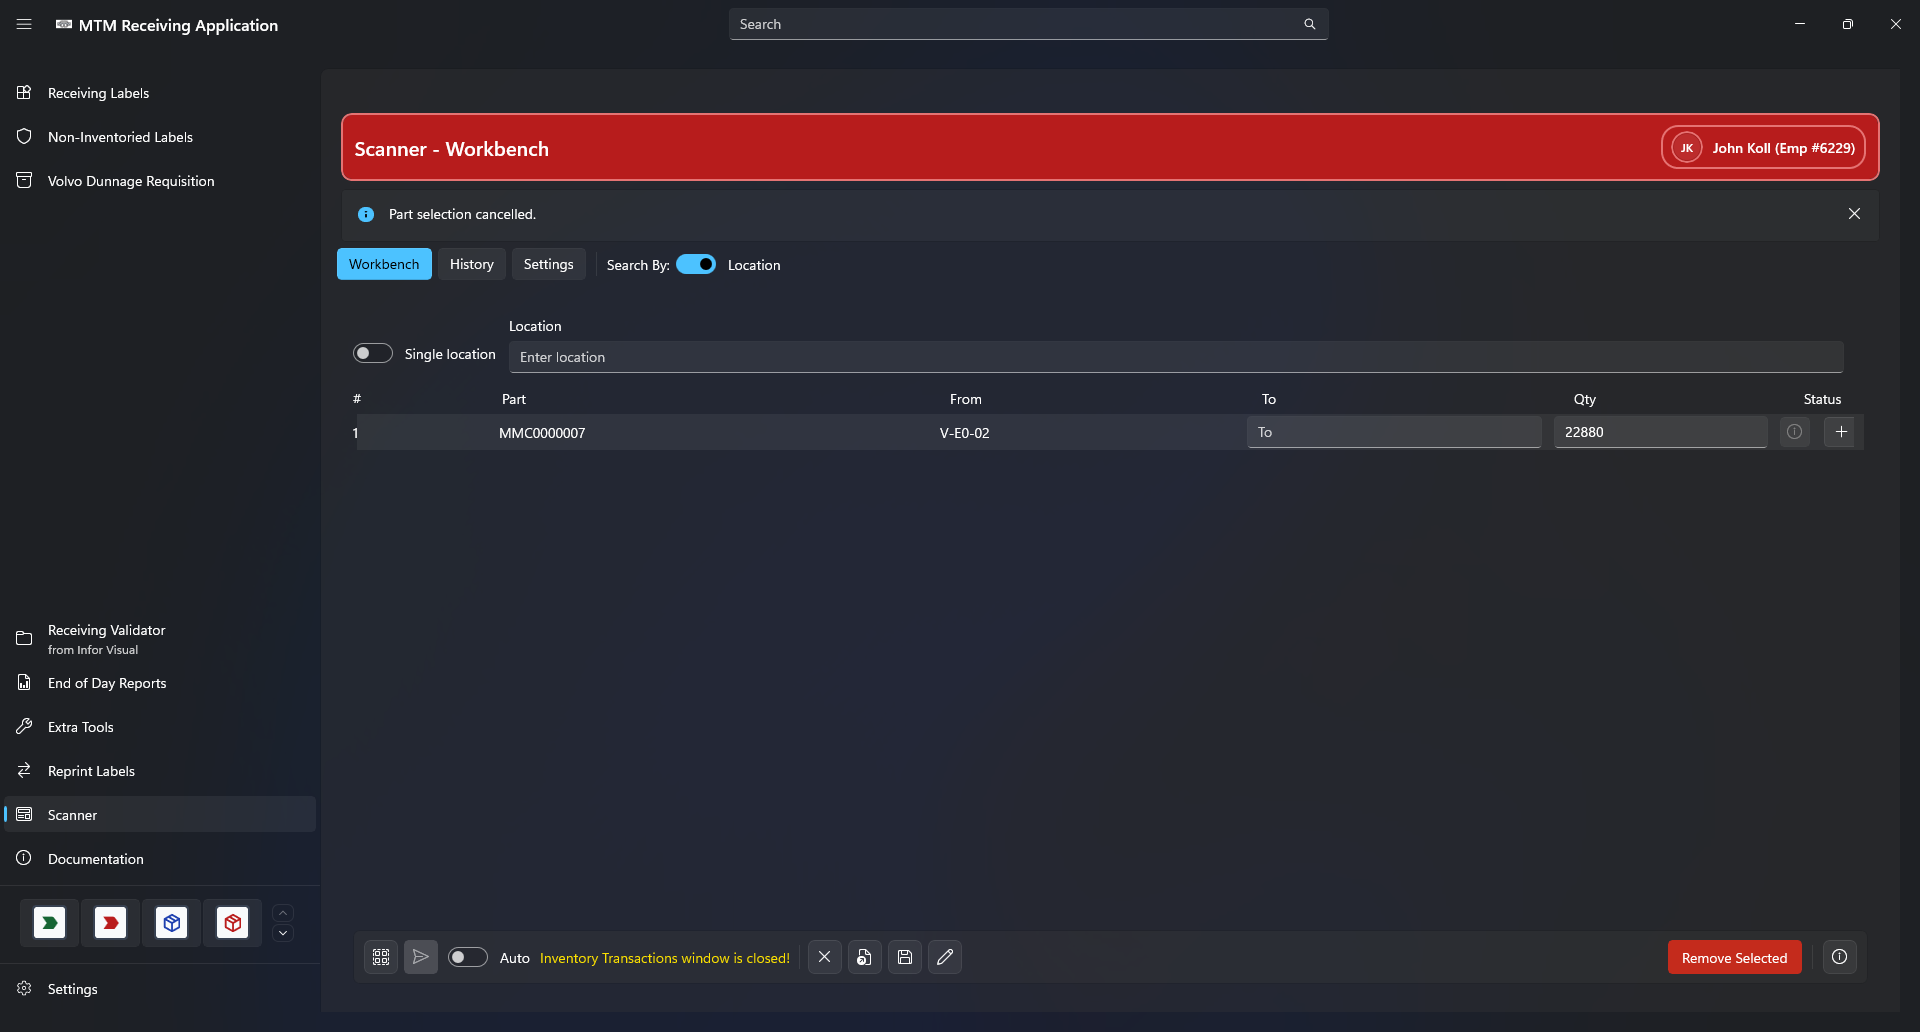 MTM Receiving Application
Search
Receiving Labels
Non-Inventoried Labels
Volvo Dunnage Requisition
Scanner - Workbench
JK
John Koll (Emp #6229)
Part selection cancelled.
Workbench
History
Settings
Search By:
Location
Location
Single location
Enter location
# Part From To Qty Status
1 MMC0000007 V-E0-02 To 22880
Receiving Validator
from Infor Visual
End of Day Reports
Extra Tools
Reprint Labels
Scanner
Documentation
Auto
Inventory Transactions window is closed!
Remove Selected
Settings